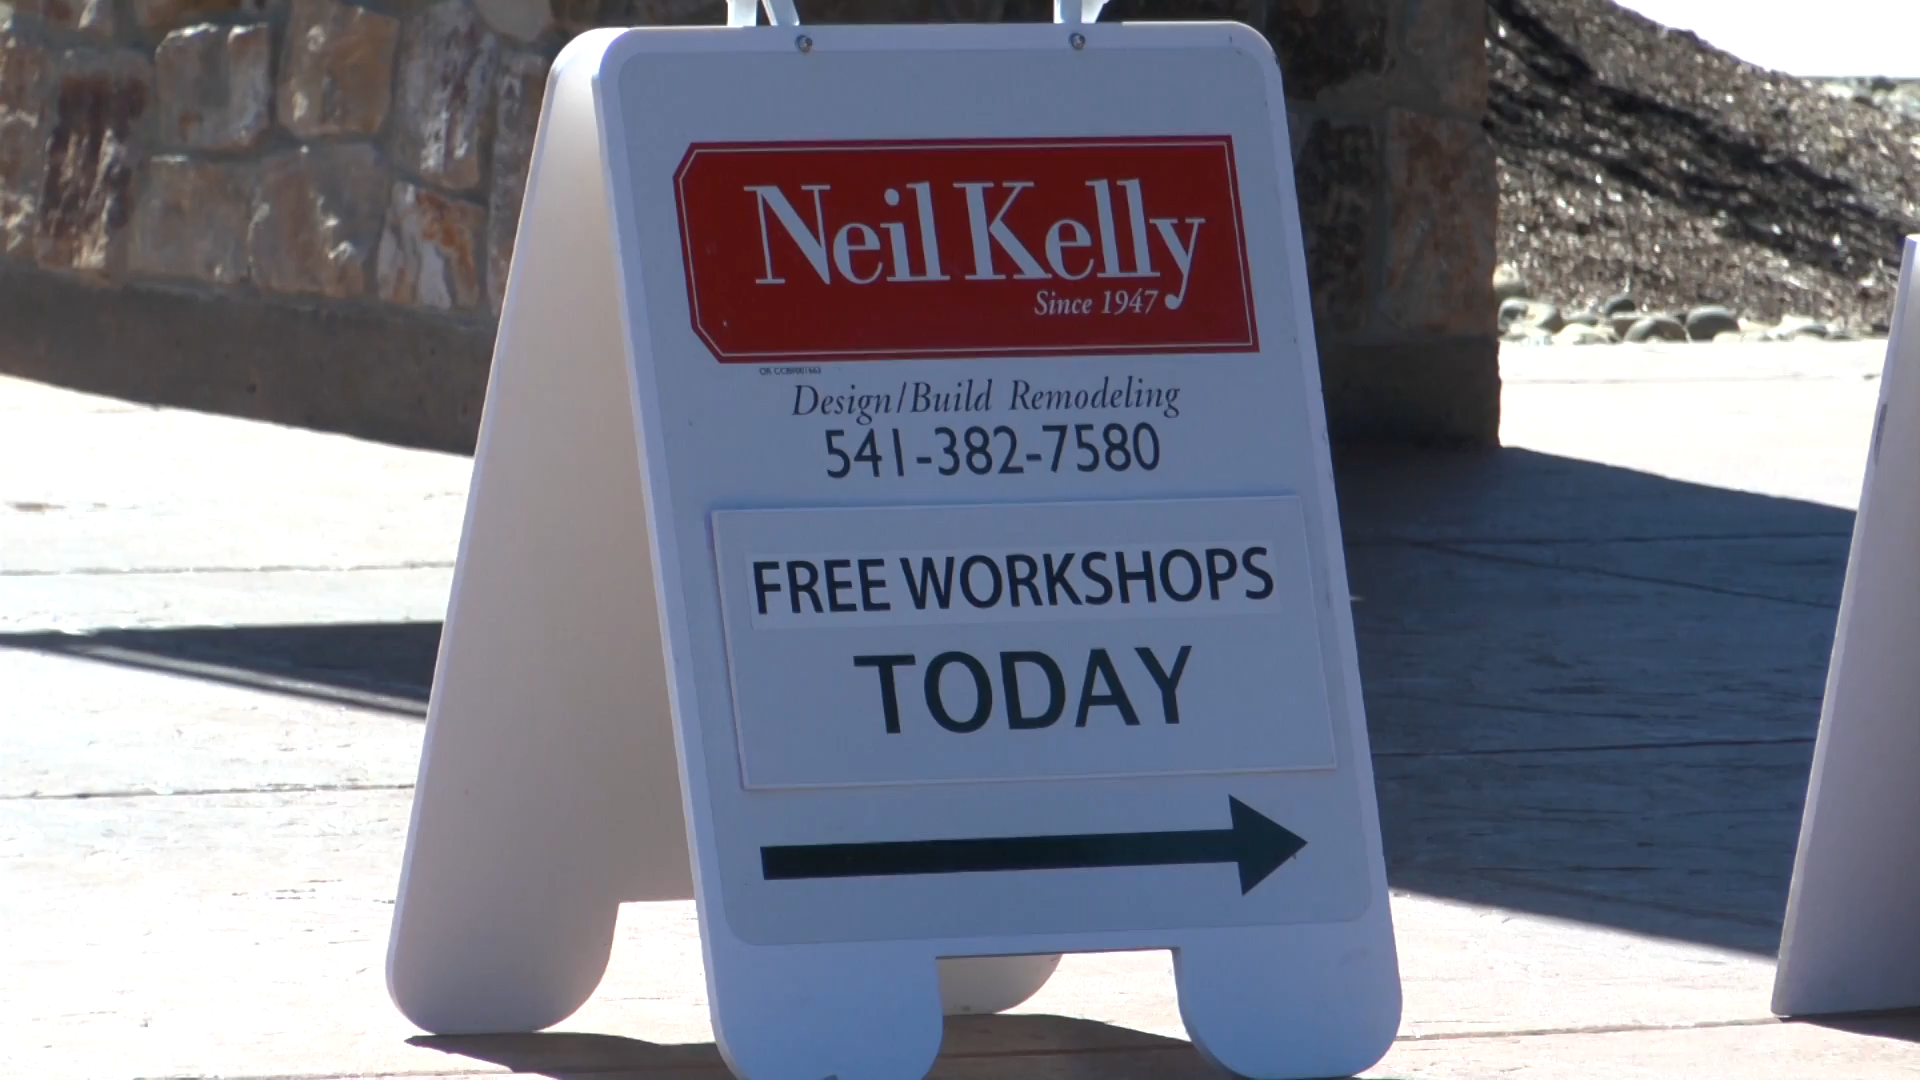 Neil Kelly
Since 1947
Design/Build Remodeling
541-382-7580
FREE WORKSHOPS
TODAY